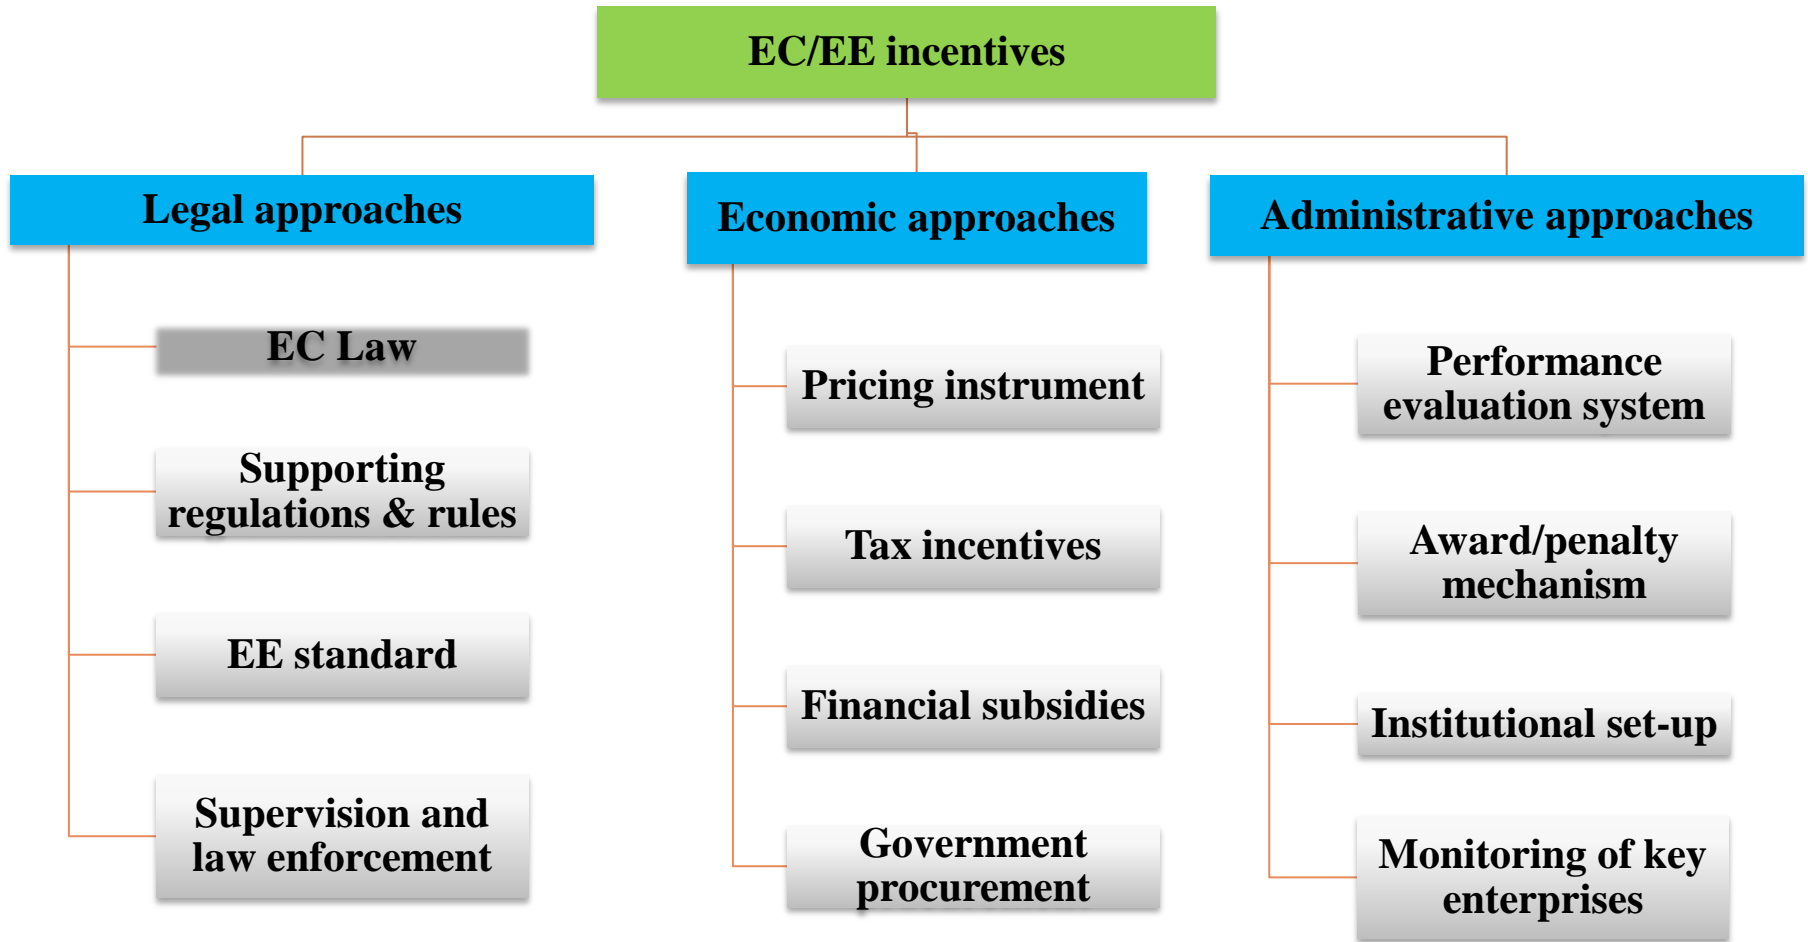 EC/EE incentives
Legal approaches
EC Law
Supporting
regulations & rules
EE standard
Supervision and
law enforcement
Economic approaches
Pricing instrument
Tax incentives
Financial subsidies
Government
procurement
Administrative approaches
Performance
evaluation system
Award/penalty
mechanism
Institutional set-up
Monitoring of key
enterprises